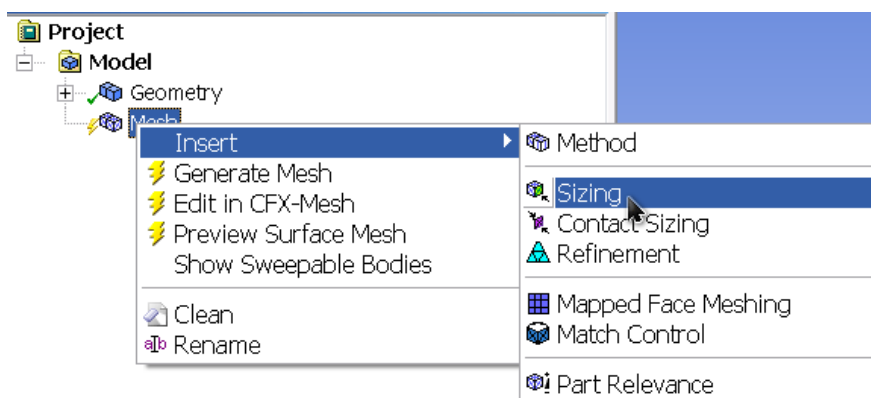 Project
Model
Geometry
Mesh
Insert
Generate Mesh
Edit in CFX-Mesh
Preview Surface Mesh
Show Sweepable Bodies
Clean
Rename
Method
Sizing
Contact Sizing
Refinement
Mapped Face Meshing
Match Control
Part Relevance